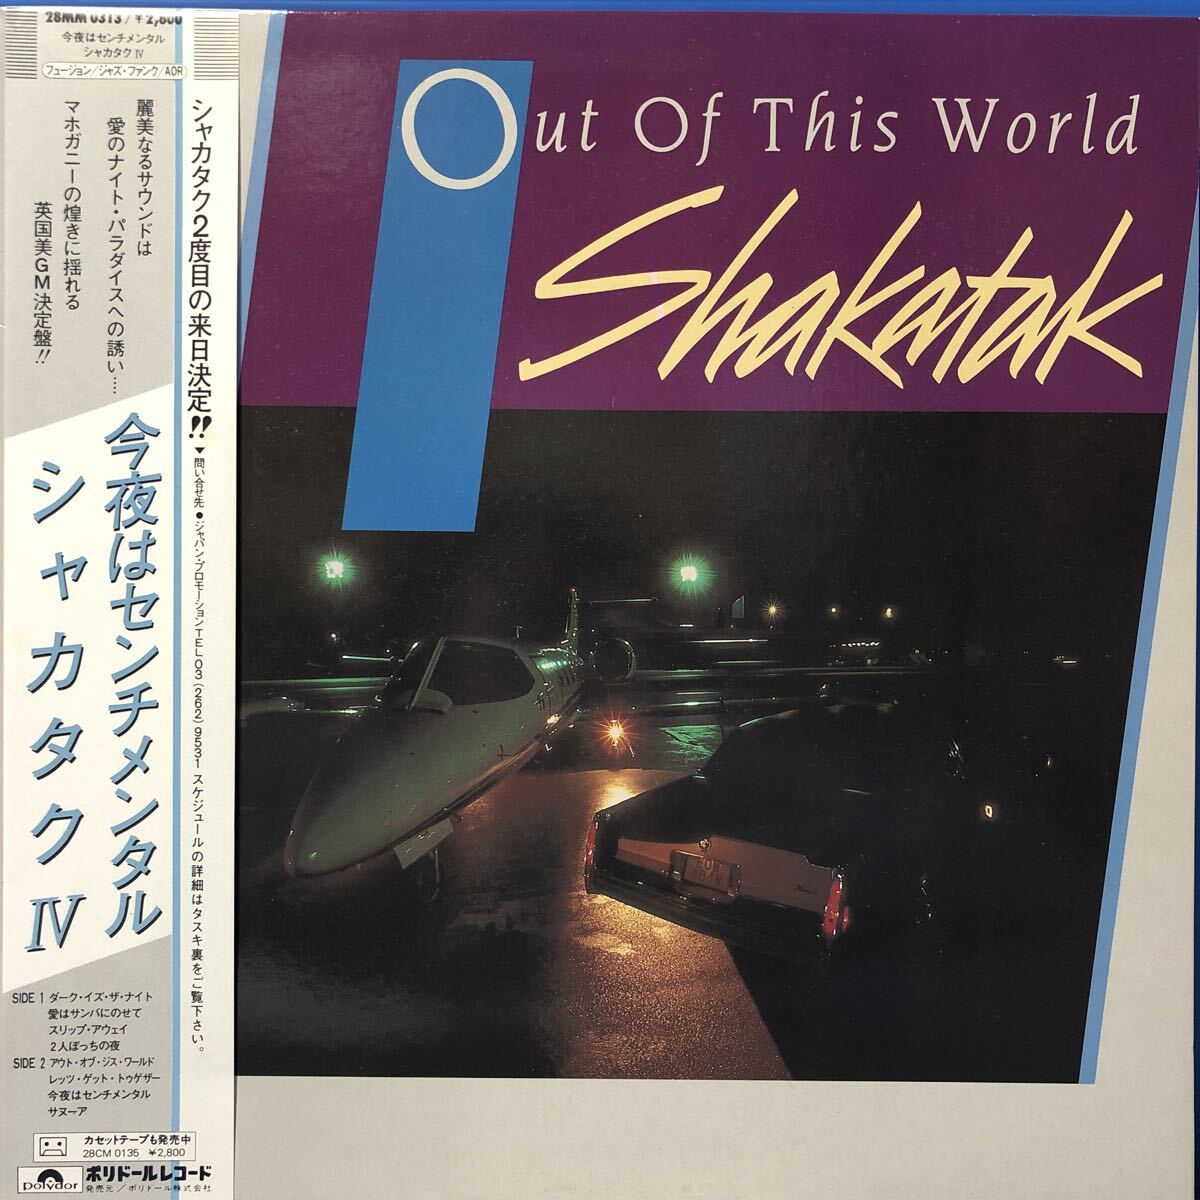 28MM 0313/¥2,800
今夜はセンチメンタル
シャカタク Ⅳ
フュージョン/ジャズ・ファンク/AOR
シャカタク2度目の来日決定!!
▼問い合せ先●ジャパン・プロモーションTEL03(262)9531 スケジュールの詳細はタスキ裏をご覧下さい。
麗美なるサウンドは
愛のナイト・パラダイスへの誘い……
マホガニーの煌きに揺れる
英国美GM決定盤!!
今夜はセンチメンタル
シャカタク Ⅳ
SIDE 1 ダーク・イズ・ザ・ナイト
愛はサンバにのせて
スリップ・アウェイ
2人ぼっちの夜
SIDE 2 アウト・オブ・ジス・ワールド
レッツ・ゲット・トゥゲザー
今夜はセンチメンタル
サヌーア
カセットテープも発売中
28CM 0135 ¥2,800
Polydor
ポリドールレコード
発売元/ポリドール株式会社
Out Of This World
Shakatak